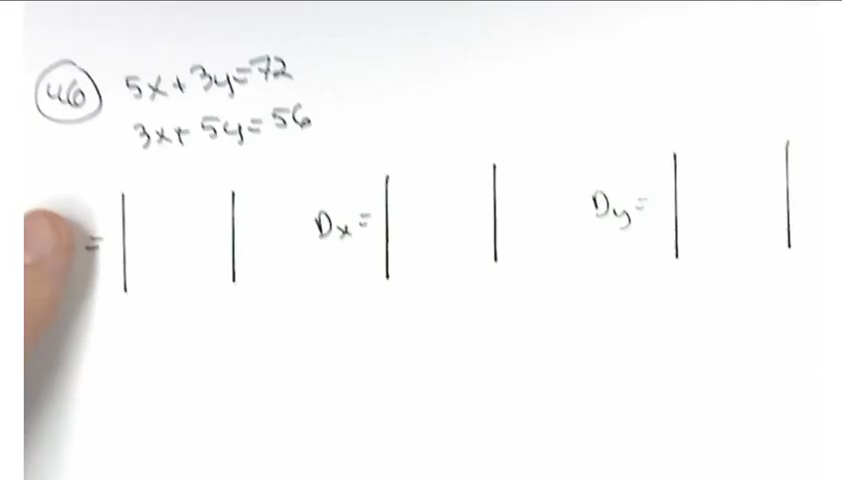 46 5x+3y=72
3x+5y=56
=| | Dx=| | Dy=| |